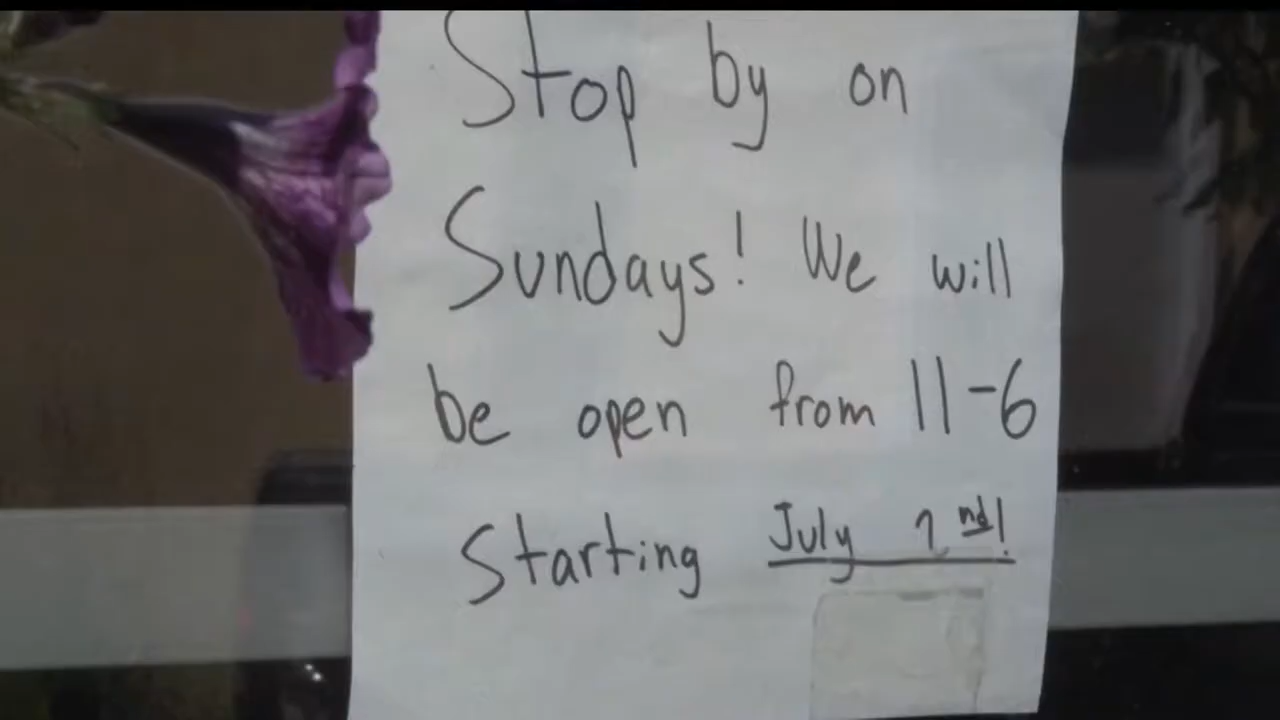 Stop by on
Sundays! We will
be open from 11-6
Starting July 2nd!